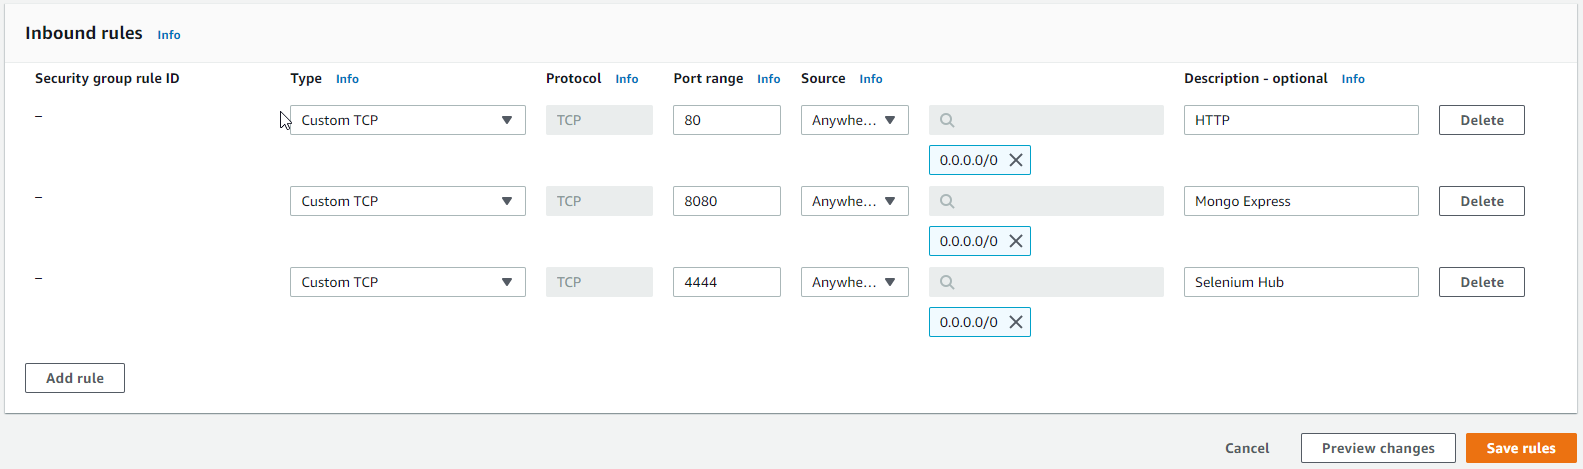 Inbound rules Info
Security group rule ID Type Info Protocol Info Port range Info Source Info Description - optional Info
– Custom TCP TCP 80 Anywhe... HTTP Delete
0.0.0.0/0
– Custom TCP TCP 8080 Anywhe... Mongo Express Delete
0.0.0.0/0
– Custom TCP TCP 4444 Anywhe... Selenium Hub Delete
0.0.0.0/0
Add rule
Cancel Preview changes Save rules